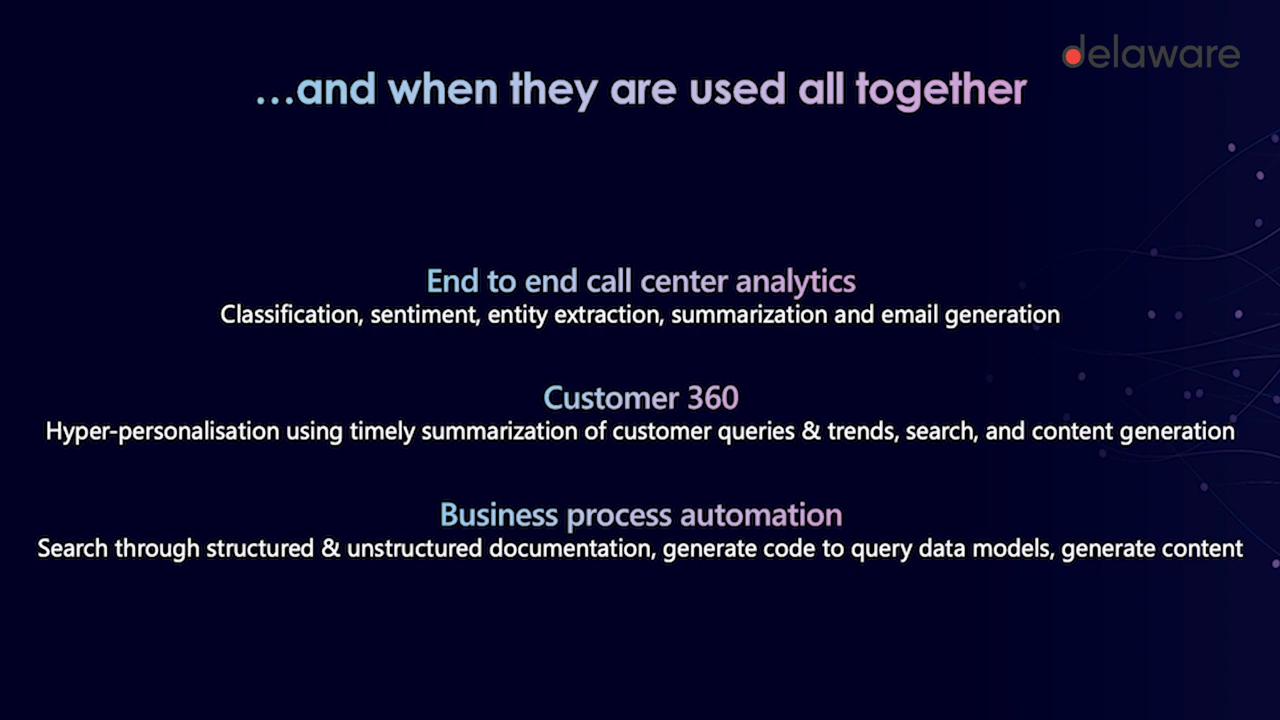 delaware
...and when they are used all together
End to end call center analytics
Classification, sentiment, entity extraction, summarization and email generation
Customer 360
Hyper-personalisation using timely summarization of customer queries & trends, search, and content generation
Business process automation
Search through structured & unstructured documentation, generate code to query data models, generate content